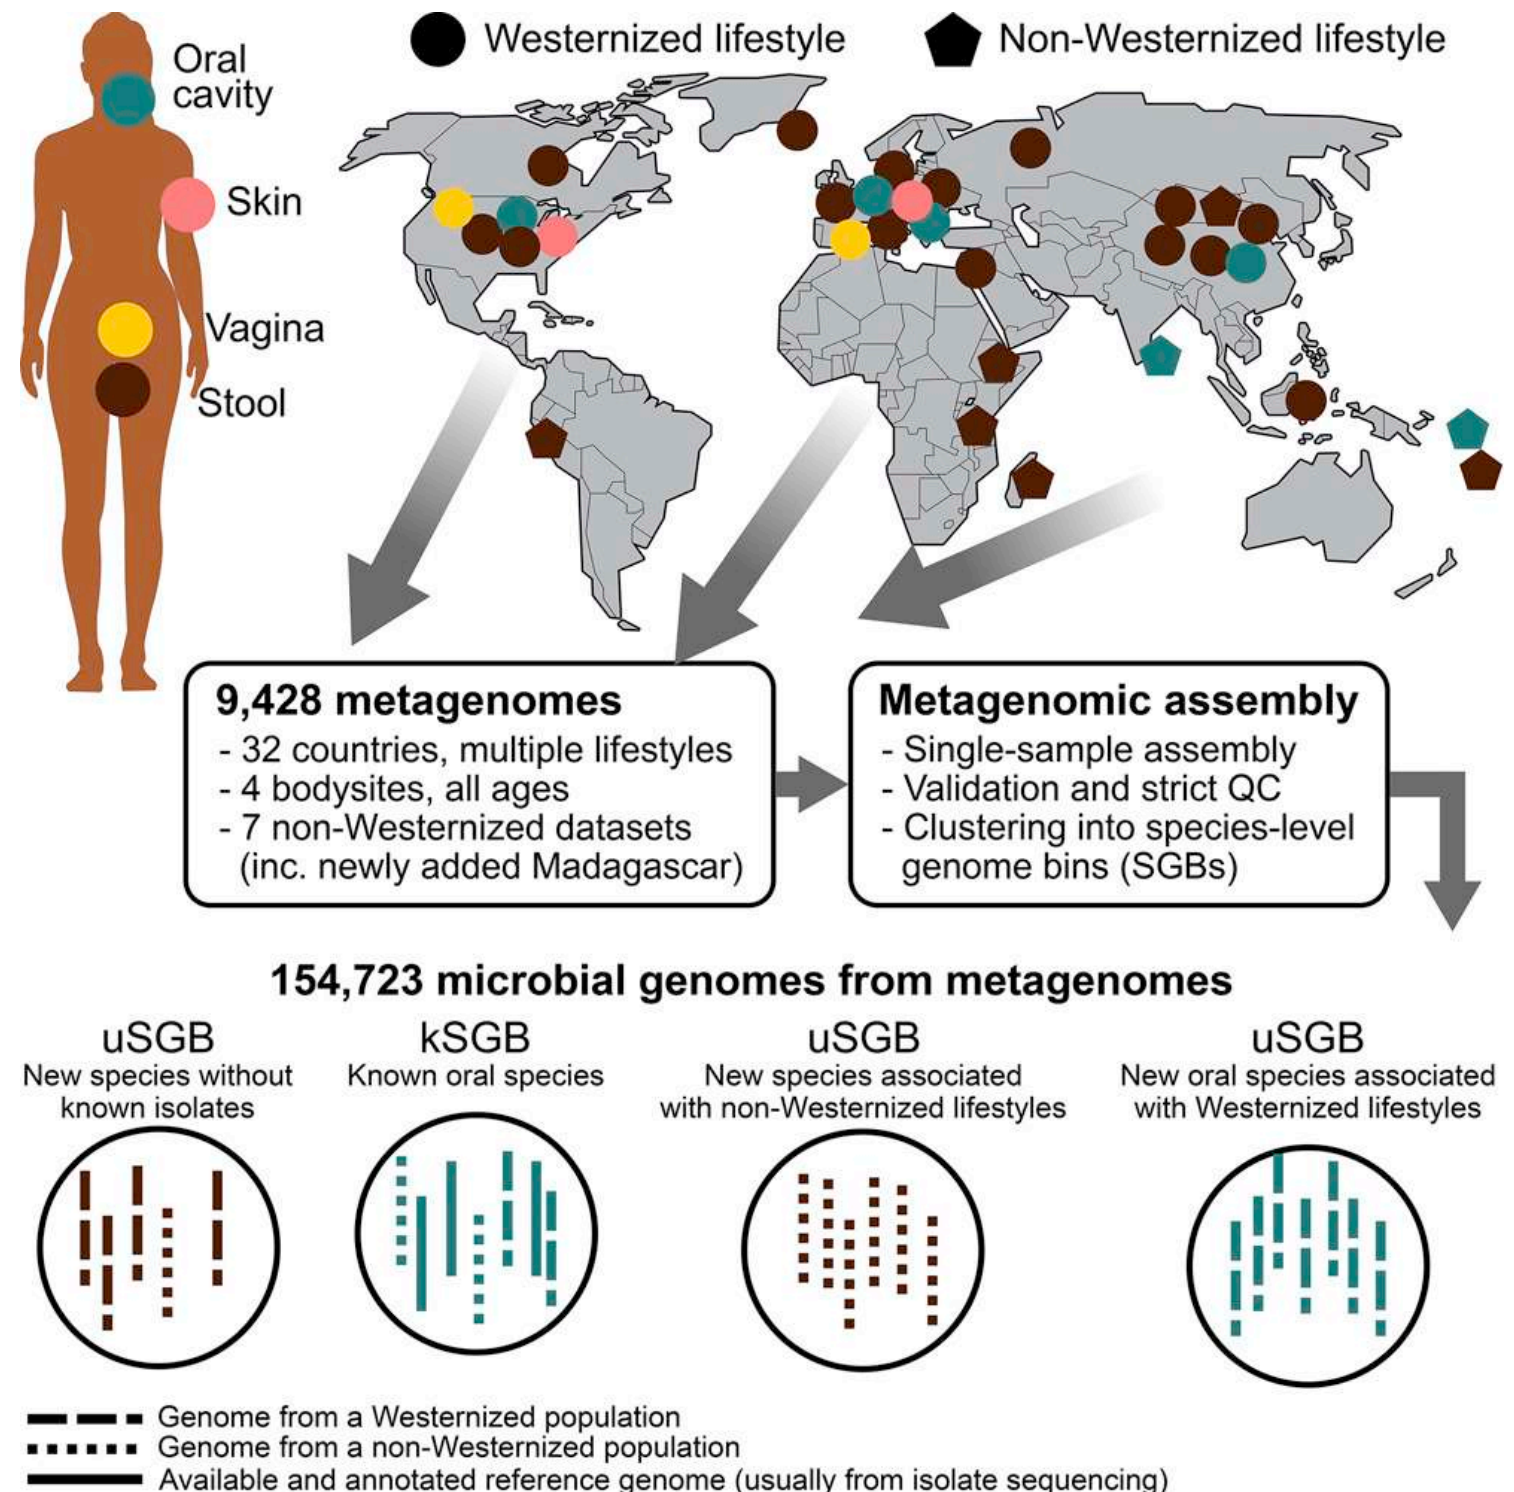 Westernized lifestyle
Non-Westernized lifestyle
Oral
cavity
Skin
Vagina
Stool
9,428 metagenomes
- 32 countries, multiple lifestyles
- 4 bodysites, all ages
- 7 non-Westernized datasets
(inc. newly added Madagascar)
Metagenomic assembly
- Single-sample assembly
- Validation and strict QC
- Clustering into species-level
genome bins (SGBs)
154,723 microbial genomes from metagenomes
uSGB
New species without
known isolates
kSGB
Known oral species
uSGB
New species associated
with non-Westernized lifestyles
uSGB
New oral species associated
with Westernized lifestyles
Genome from a Westernized population
Genome from a non-Westernized population
Available and annotated reference genome (usually from isolate sequencing)